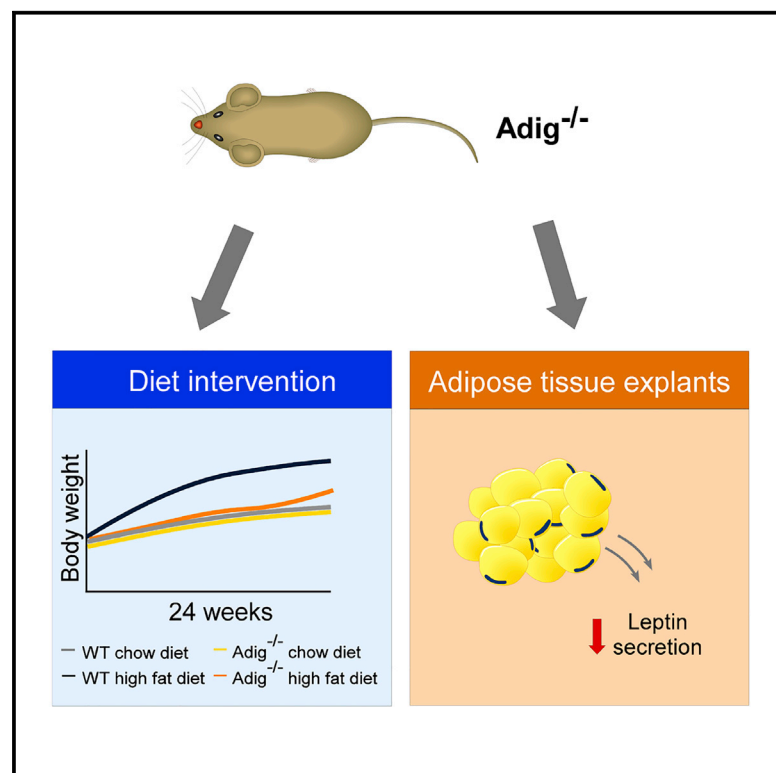 Adig-/-
Diet intervention
Adipose tissue explants
Body weight
24 weeks
WT chow diet
Adig-/- chow diet
WT high fat diet
Adig-/- high fat diet
Leptin
secretion